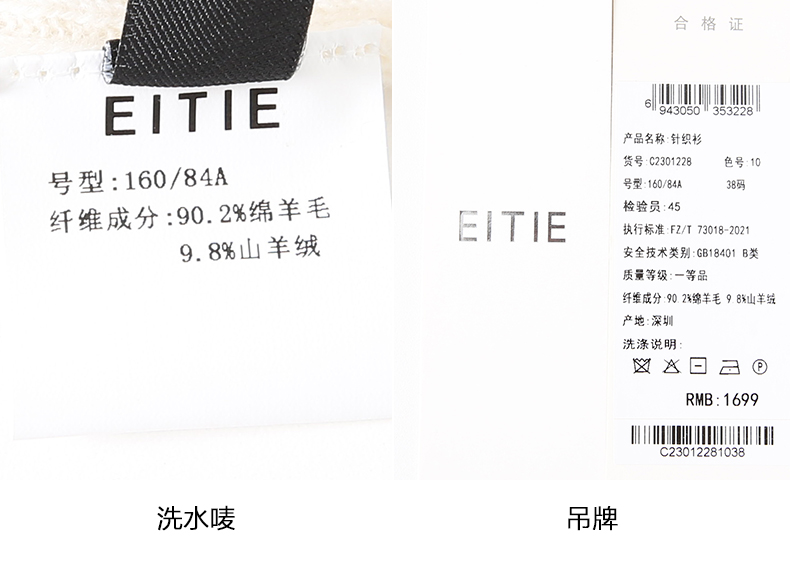 EITIE
号型:160/84A
纤维成分:90.2%绵羊毛
9.8%山羊绒
洗水唛
EITIE
合格证
6 943050 353228
产品名称:针织衫
货号:C2301228 色号:10
号型:160/84A 38码
检验员:45
执行标准:FZ/T 73018-2021
安全技术类别:GB18401 B类
质量等级:一等品
纤维成分:90 2%绵羊毛 9 8%山羊绒
产地:深圳
洗涤说明:
P
RMB:1699
C23012281038
吊牌